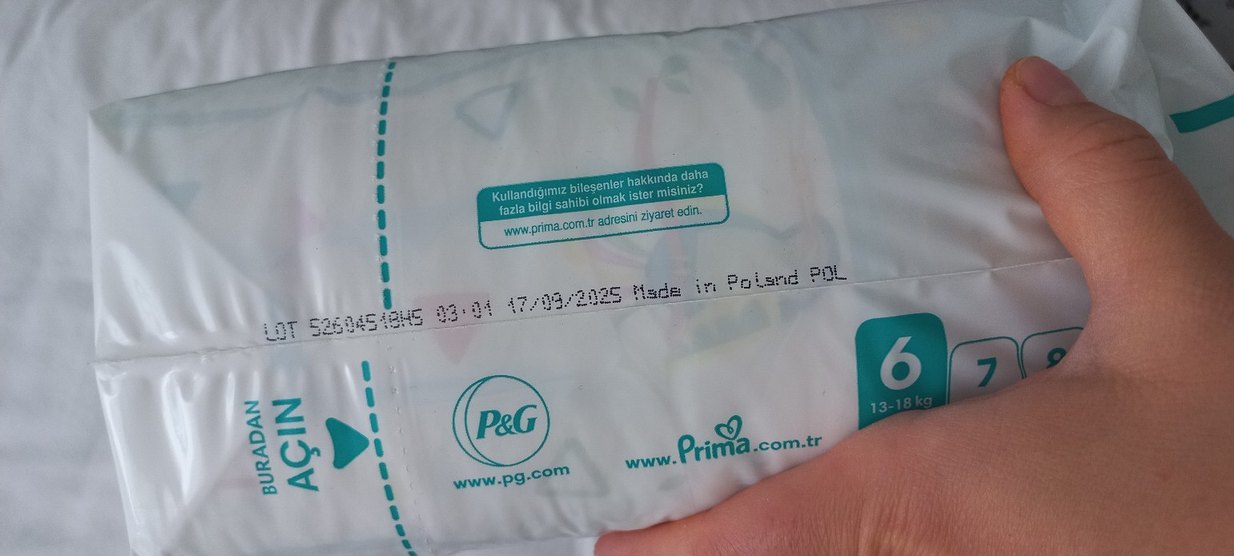 Kullandığımız bileşenler hakkında daha
fazla bilgi sahibi olmak ister misiniz?
www.prima.com.tr adresini ziyaret edin.
LOT 52604518H5 03:01 17/09/2025 Made in Poland POL
BURADAN
AÇIN
P&G
www.pg.com
www.Prima.com.tr
6
13-18 kg
7
8